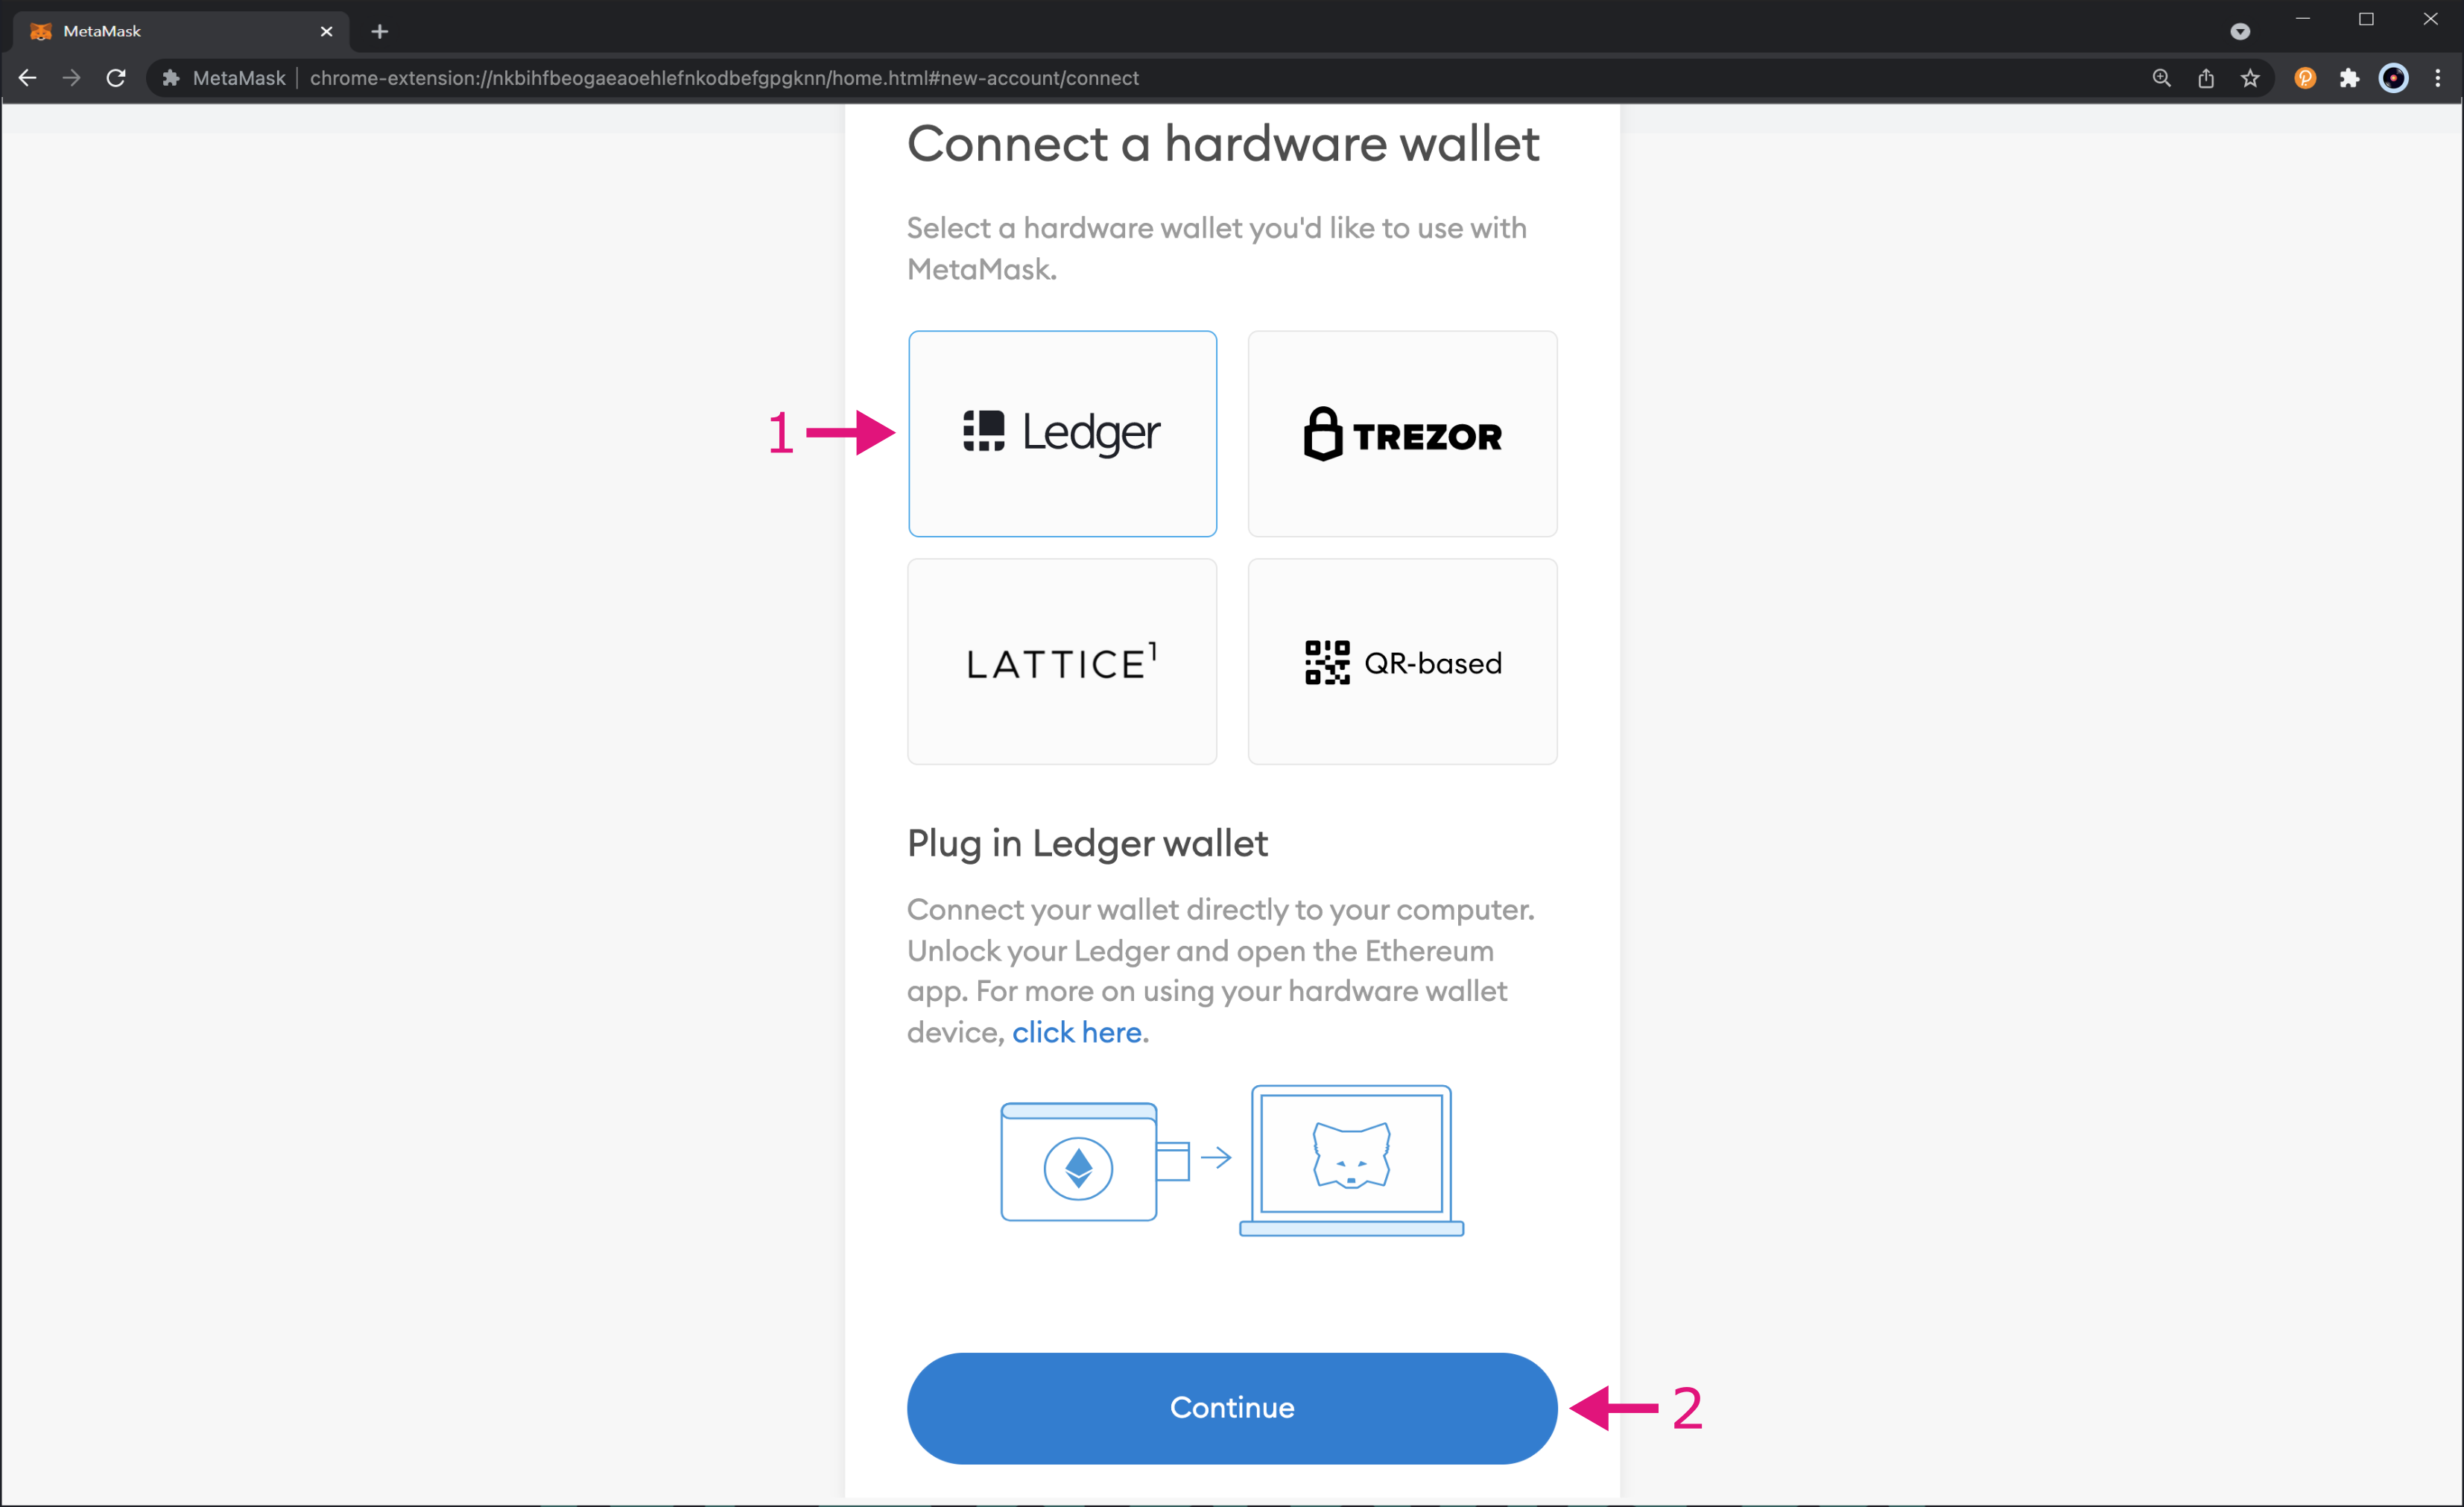 MetaMask
MetaMask
chrome-extension://nkbihfbeogaeaoehlefnkodbefgpgknn/home.html#new-account/connect
Connect a hardware wallet
Select a hardware wallet you'd like to use with
MetaMask.
1
Ledger
TREZOR
LATTICE1
QR-based
Plug in Ledger wallet
Connect your wallet directly to your computer.
Unlock your Ledger and open the Ethereum
app. For more on using your hardware wallet
device, click here.
Continue
2